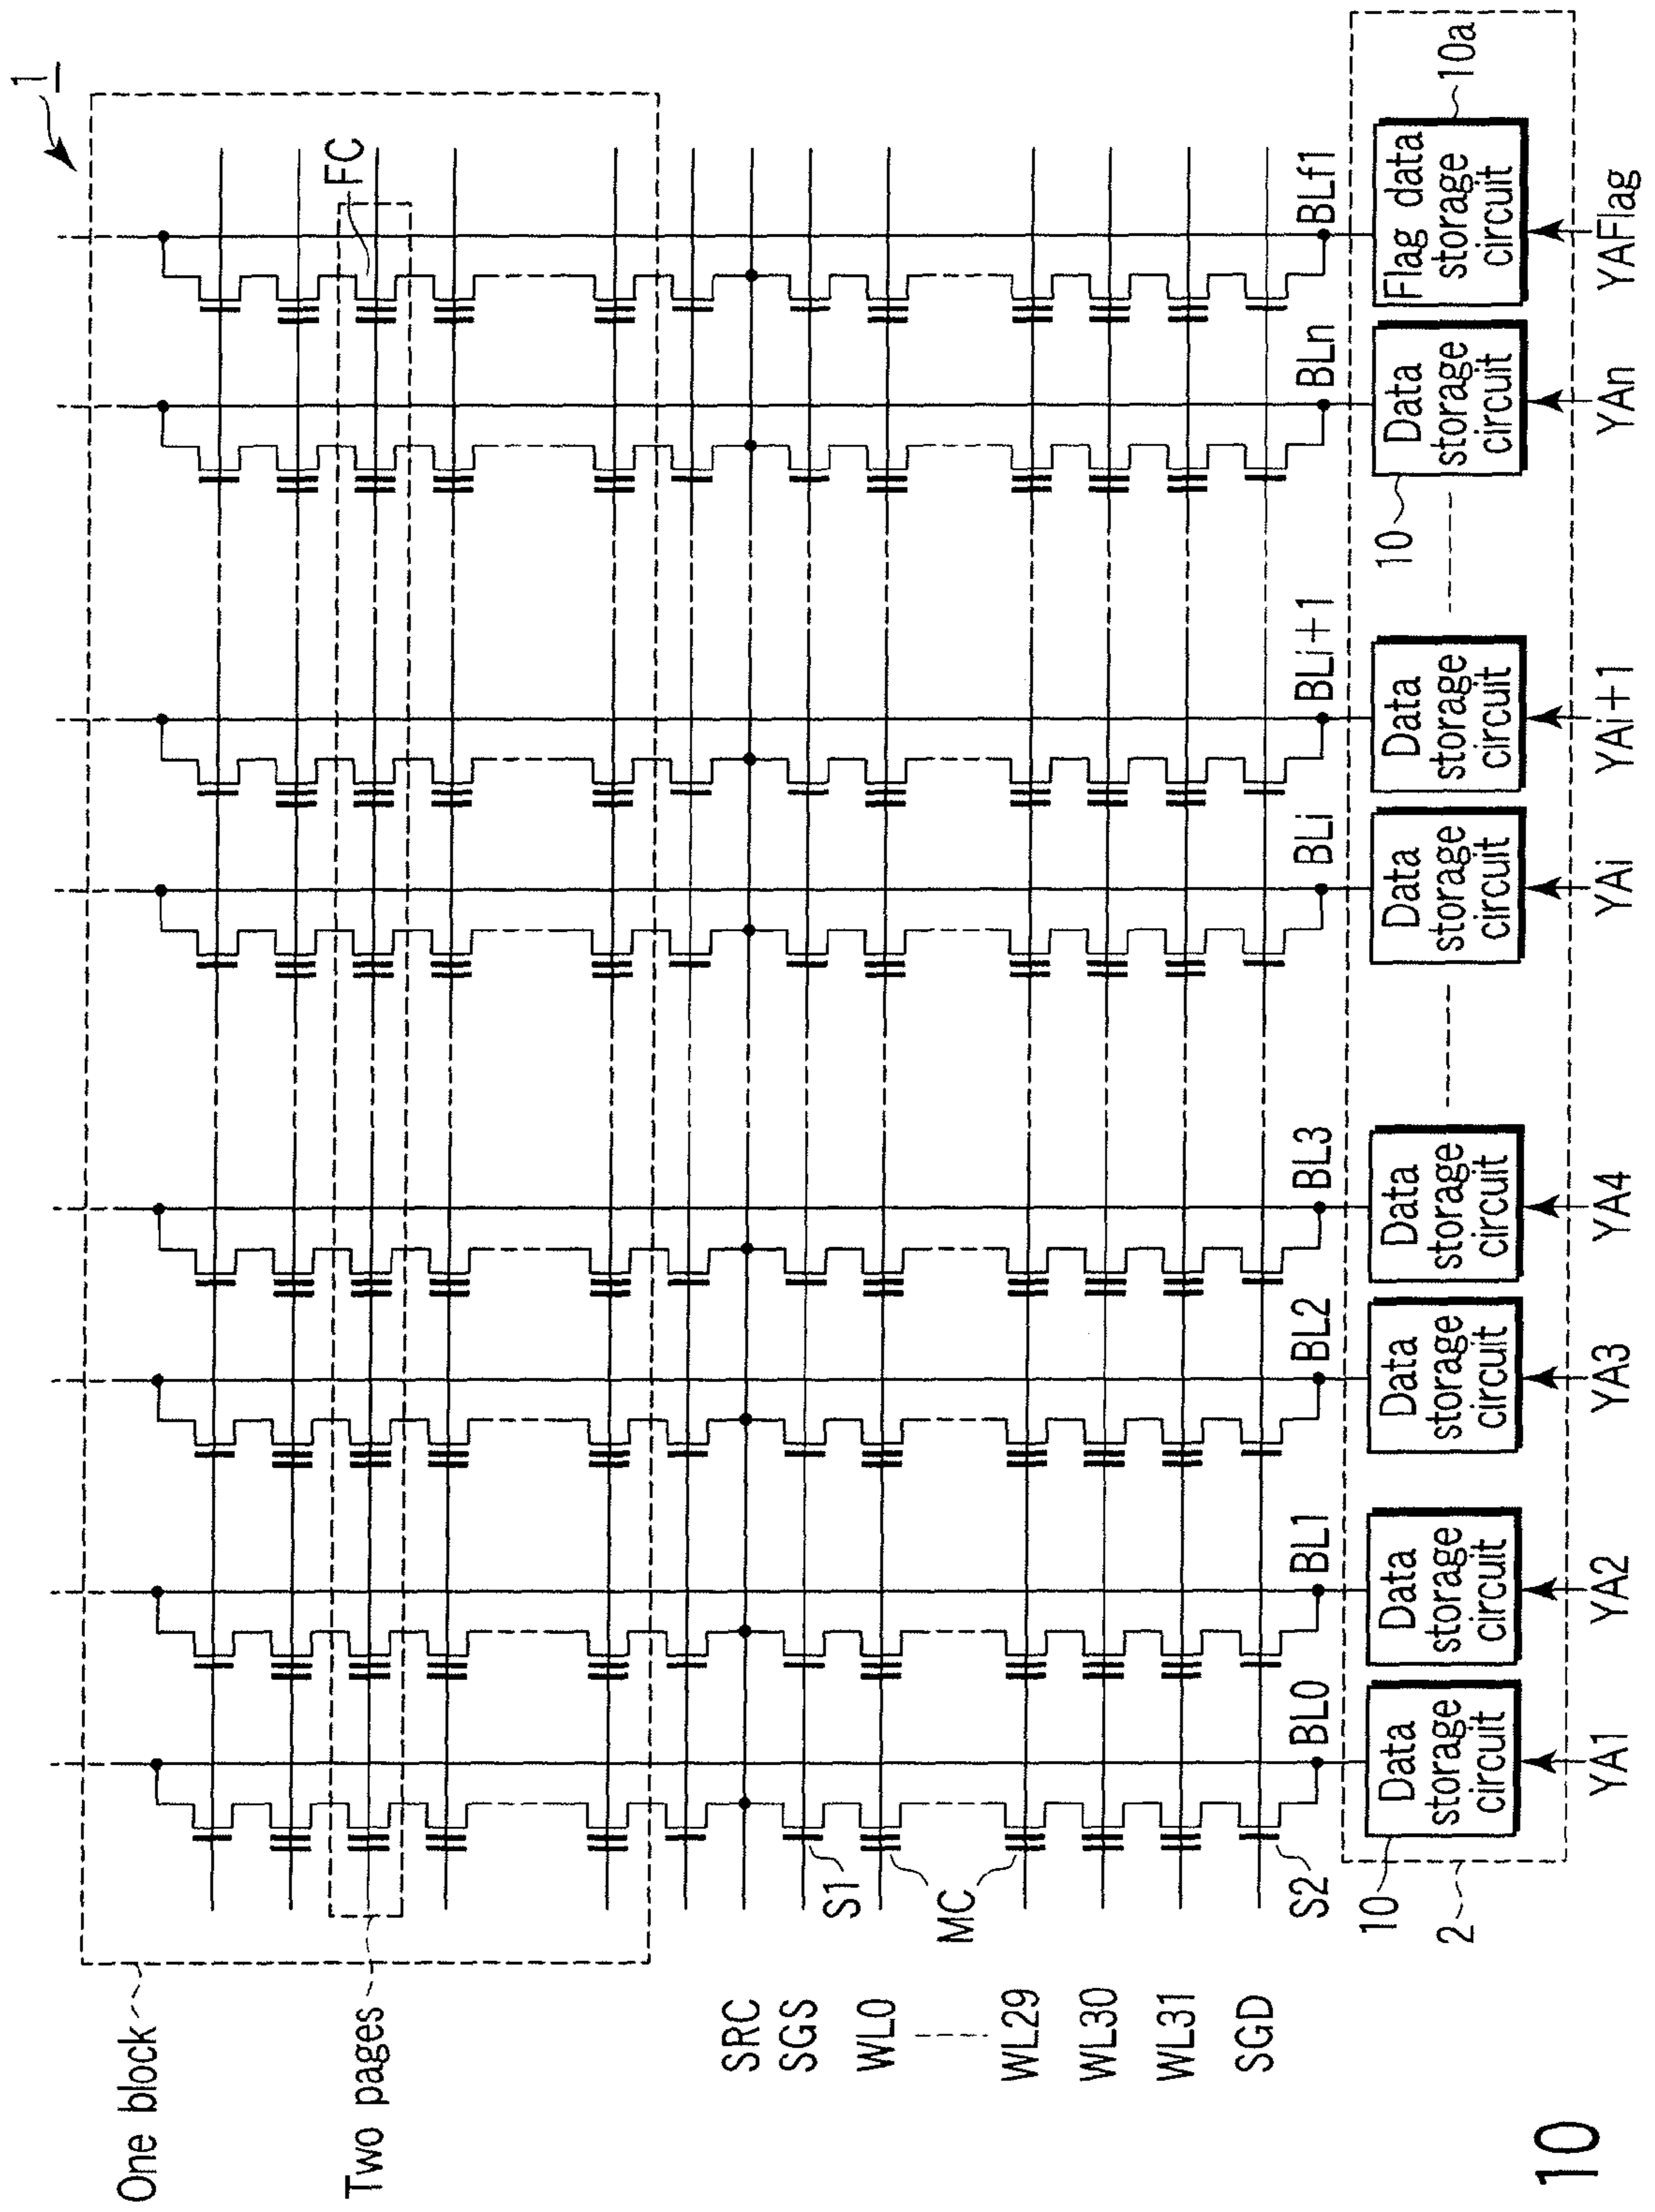 1
One block
Two pages
FC
SRC
SGS
WL0
WL29
WL30
WL31
SGD
S1
MC
S2
BL0
BL1
BL2
BL3
BLi
BLi+1
BLn
BLf1
10
2
Data
storage
circuit
Data
storage
circuit
Data
storage
circuit
Data
storage
circuit
Data
storage
circuit
Data
storage
circuit
10
Data
storage
circuit
Flag data
storage
circuit
10a
YA1
YA2
YA3
YA4
YAi
YAi+1
YAn
YAFlag
10